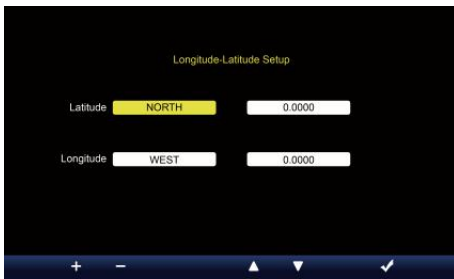 Longitude-Latitude Setup
Latitude NORTH 0.0000
Longitude WEST 0.0000
+ − ▲ ▼ ✔